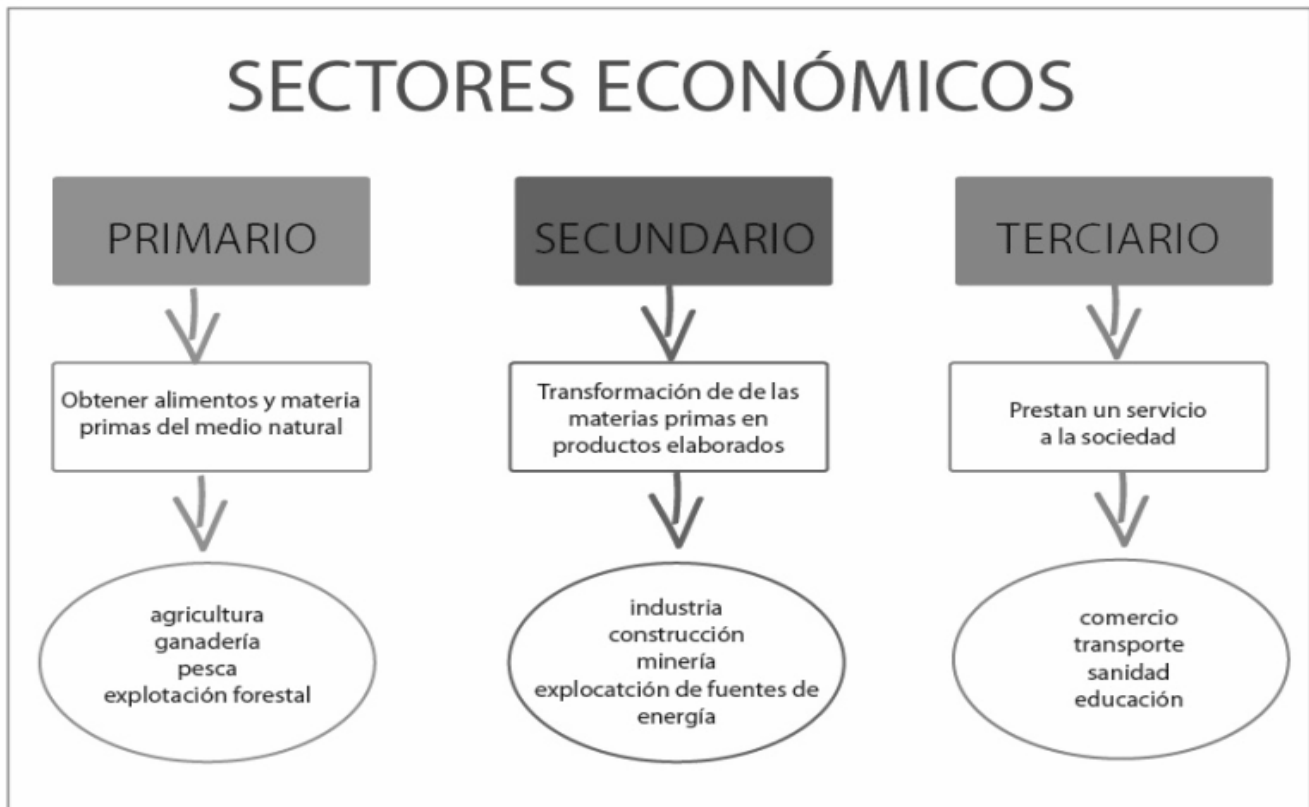 SECTORES ECONÓMICOS
PRIMARIO
Obtener alimentos y materia
primas del medio natural
agricultura
ganadería
pesca
explotación forestal
SECUNDARIO
Transformación de de las
materias primas en
productos elaborados
industria
construcción
minería
explocatción de fuentes de
energía
TERCIARIO
Prestan un servicio
a la sociedad
comercio
transporte
sanidad
educación